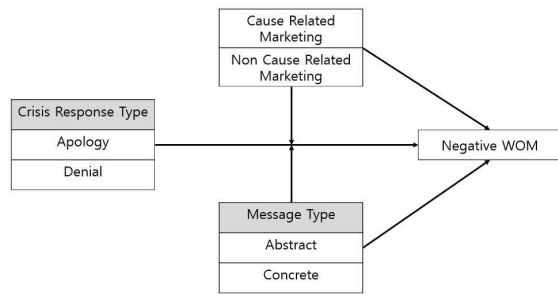 Cause Related
Marketing
Non Cause Related
Marketing
Crisis Response Type
Apology
Denial
Negative WOM
Message Type
Abstract
Concrete